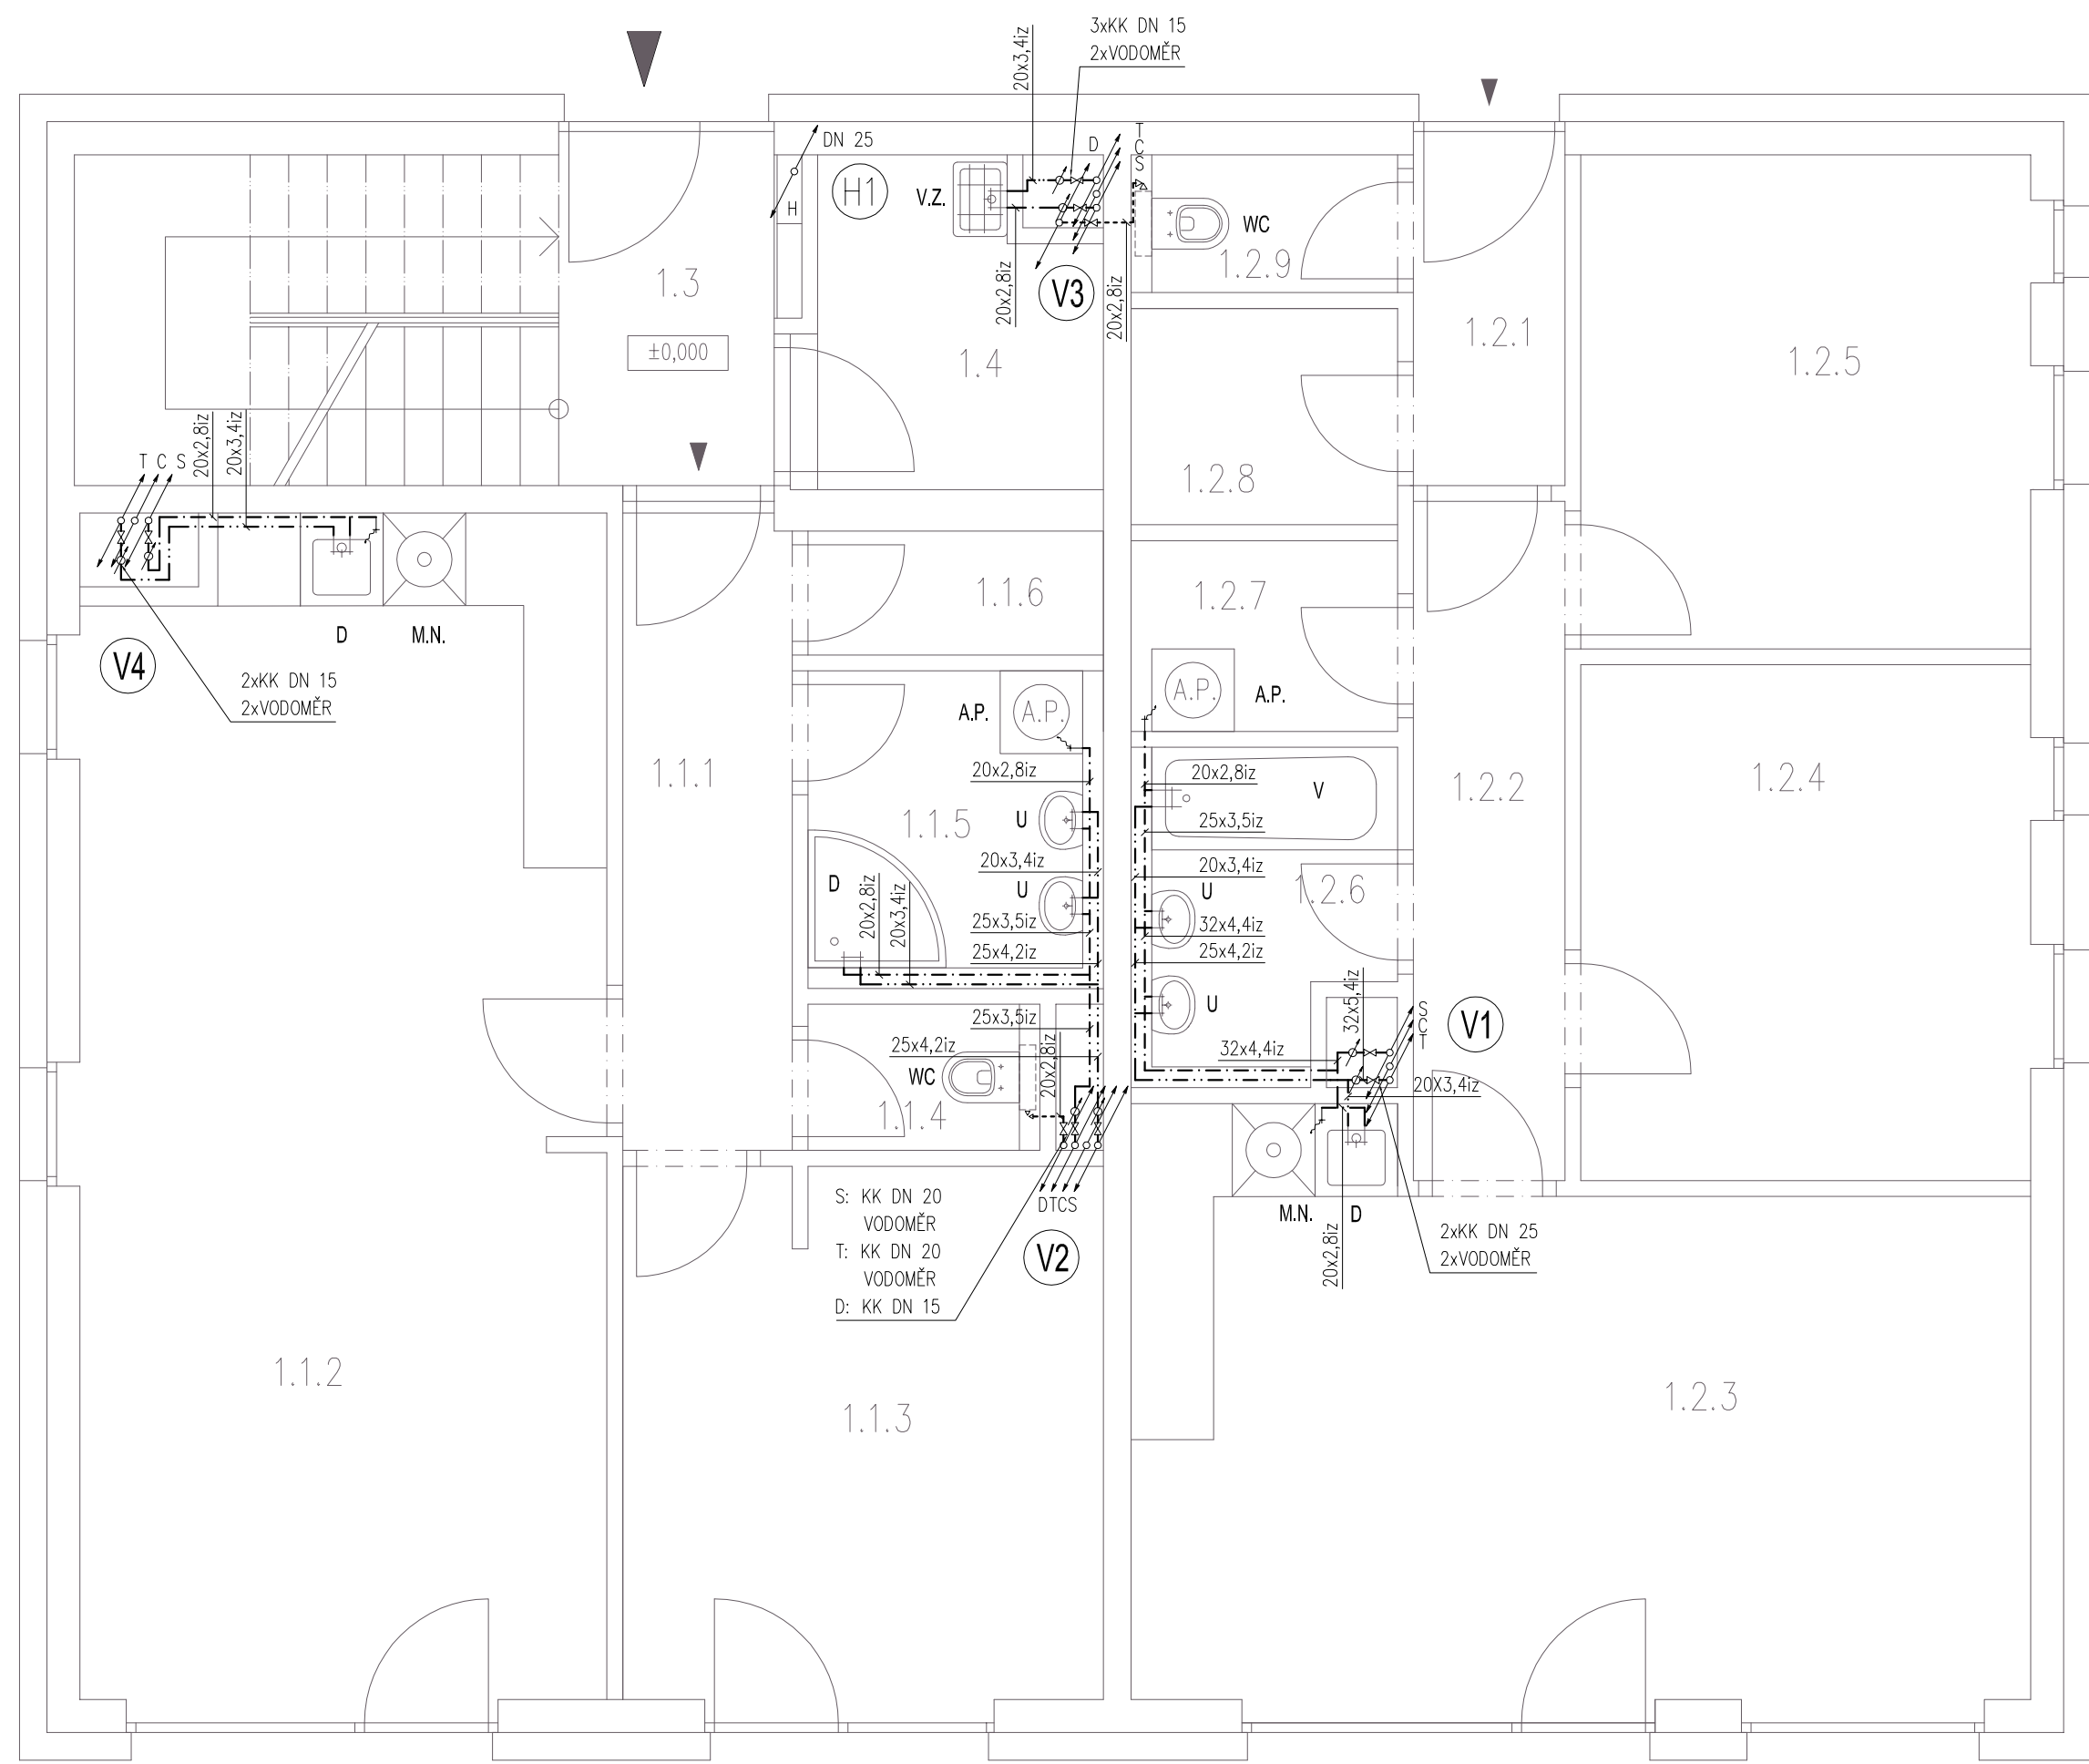 3xKK DN 15
2xVODOMĚR
20x3,4iz
DN 25
H1
H
V.Z.
D
T
C
S
WC
1.2.9
20x2,8iz
V3
20x2,8iz
1.3
±0,000
1.4
1.2.1
1.2.5
20x2,8iz
20x3,4iz
T C S
1.2.8
D
M.N.
V4
2xKK DN 15
2xVODOMĚR
1.1.6
1.2.7
A.P.
A.P.
A.P.
A.P.
1.1.1
20x2,8iz
20x2,8iz
V
1.2.2
1.2.4
U
1.1.5
25x3,5iz
20x3,4iz
20x3,4iz
D
U
U
1.2.6
20x2,8iz
20x3,4iz
25x3,5iz
32x4,4iz
25x4,2iz
25x4,2iz
U
25x3,5iz
25x4,2iz
20x2,8iz
32x4,4iz
32x5,4iz
S
C
T
V1
WC
1.1.4
20X3,4iz
DTCS
V2
S: KK DN 20
VODOMĚR
T: KK DN 20
VODOMĚR
D: KK DN 15
M.N.
D
20x2,8iz
2xKK DN 25
2xVODOMĚR
1.1.2
1.1.3
1.2.3